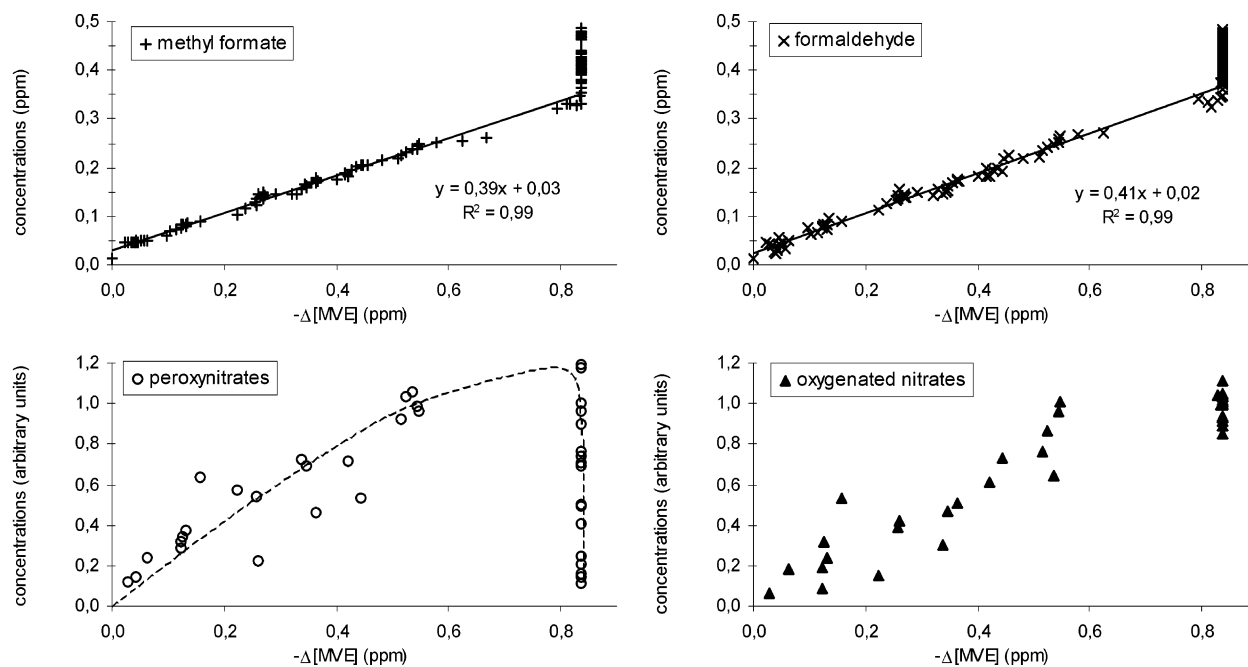 methyl formate
concentrations (ppm)
0,5
0,4
0,3
0,2
0,1
0,0
y = 0,39x + 0,03
R² = 0,99
0,0 0,2 0,4 0,6 0,8
-Δ[MVE] (ppm)
formaldehyde
concentrations (ppm)
0,5
0,4
0,3
0,2
0,1
0,0
y = 0,41x + 0,02
R² = 0,99
0,0 0,2 0,4 0,6 0,8
-Δ[MVE] (ppm)
peroxynitrates
concentrations (arbitrary units)
1,2
1,0
0,8
0,6
0,4
0,2
0,0
0,0 0,2 0,4 0,6 0,8
-Δ[MVE] (ppm)
oxygenated nitrates
concentrations (arbitrary units)
1,2
1,0
0,8
0,6
0,4
0,2
0,0
0,0 0,2 0,4 0,6 0,8
-Δ[MVE] (ppm)